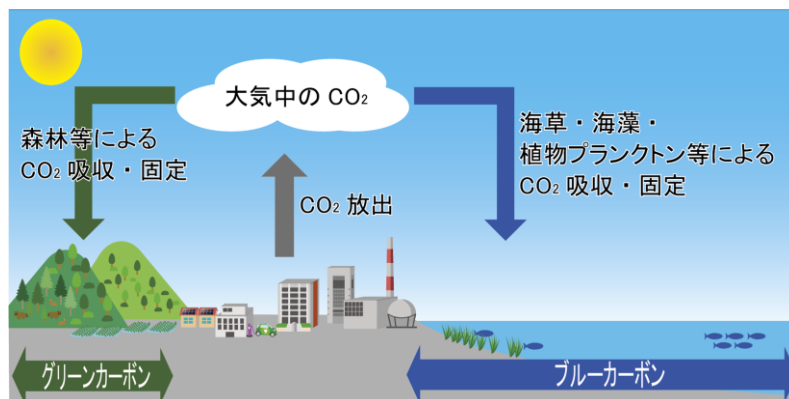 大気中の CO₂
森林等による
CO₂ 吸収・固定
CO₂ 放出
海草・海藻・
植物プランクトン等による
CO₂ 吸収・固定
グリーンカーボン
ブルーカーボン